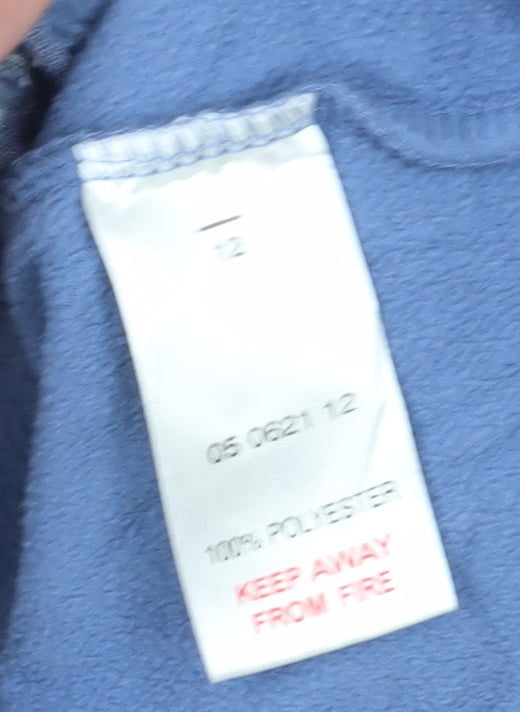 12
05 0621 12
100% POLYESTER
KEEP AWAY
FROM FIRE